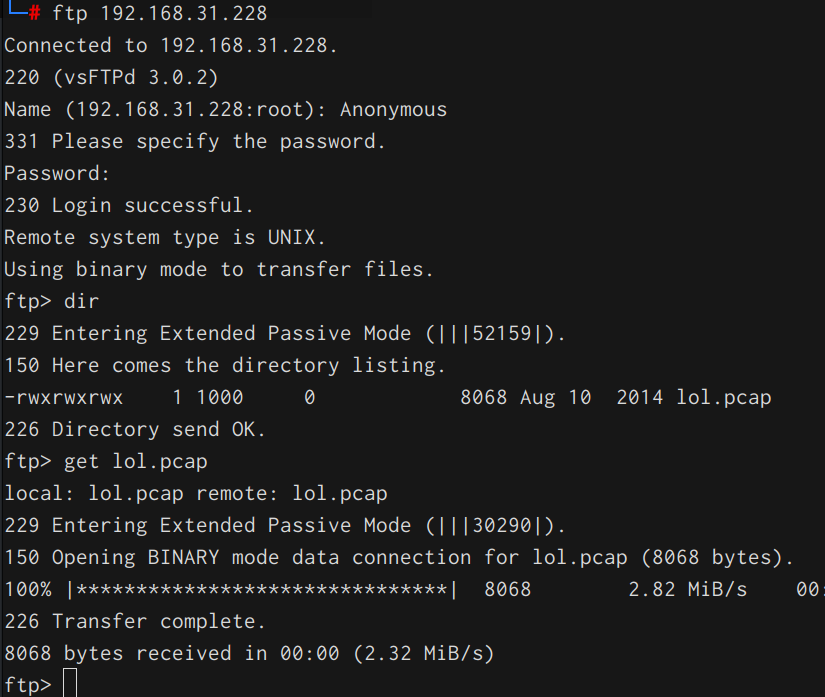 └─# ftp 192.168.31.228
Connected to 192.168.31.228.
220 (vsFTPd 3.0.2)
Name (192.168.31.228:root): Anonymous
331 Please specify the password.
Password:
230 Login successful.
Remote system type is UNIX.
Using binary mode to transfer files.
ftp> dir
229 Entering Extended Passive Mode (|||52159|).
150 Here comes the directory listing.
-rwxrwxrwx    1 1000     0            8068 Aug 10  2014 lol.pcap
226 Directory send OK.
ftp> get lol.pcap
local: lol.pcap remote: lol.pcap
229 Entering Extended Passive Mode (|||30290|).
150 Opening BINARY mode data connection for lol.pcap (8068 bytes).
100% |*******************************|  8068        2.82 MiB/s    00:
226 Transfer complete.
8068 bytes received in 00:00 (2.32 MiB/s)
ftp>